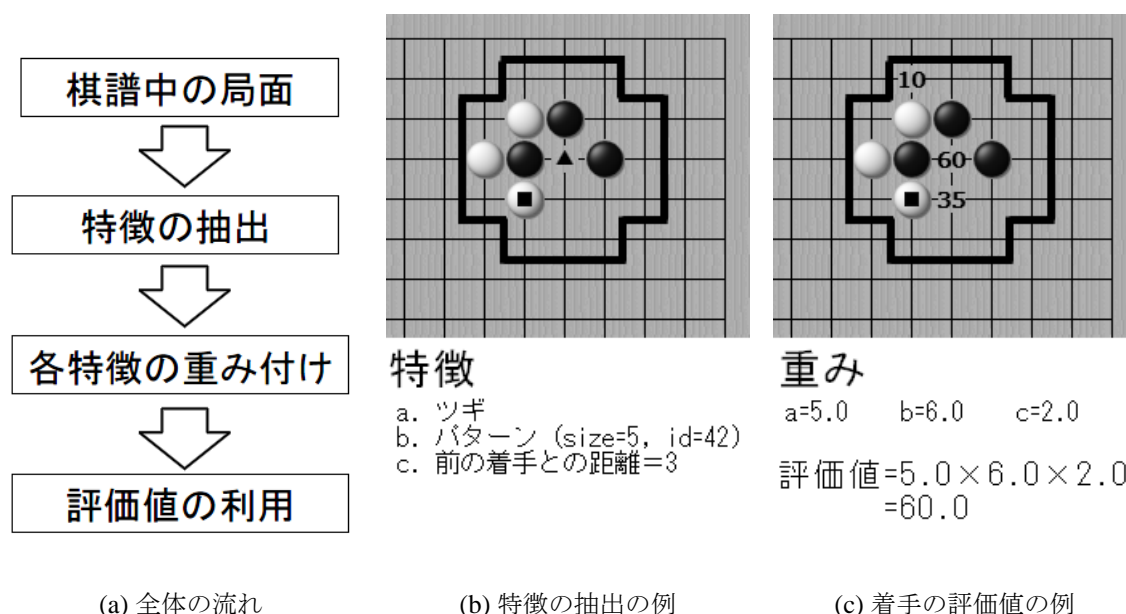 棋譜中の局面
特徴の抽出
各特徴の重み付け
評価値の利用
(a) 全体の流れ
特徴
a. ツギ
b. パターン (size=5, id=42)
c. 前の着手との距離=3
(b) 特徴の抽出の例
10
60
35
重み
a=5.0 b=6.0 c=2.0
評価値=5.0×6.0×2.0
=60.0
(c) 着手の評価値の例